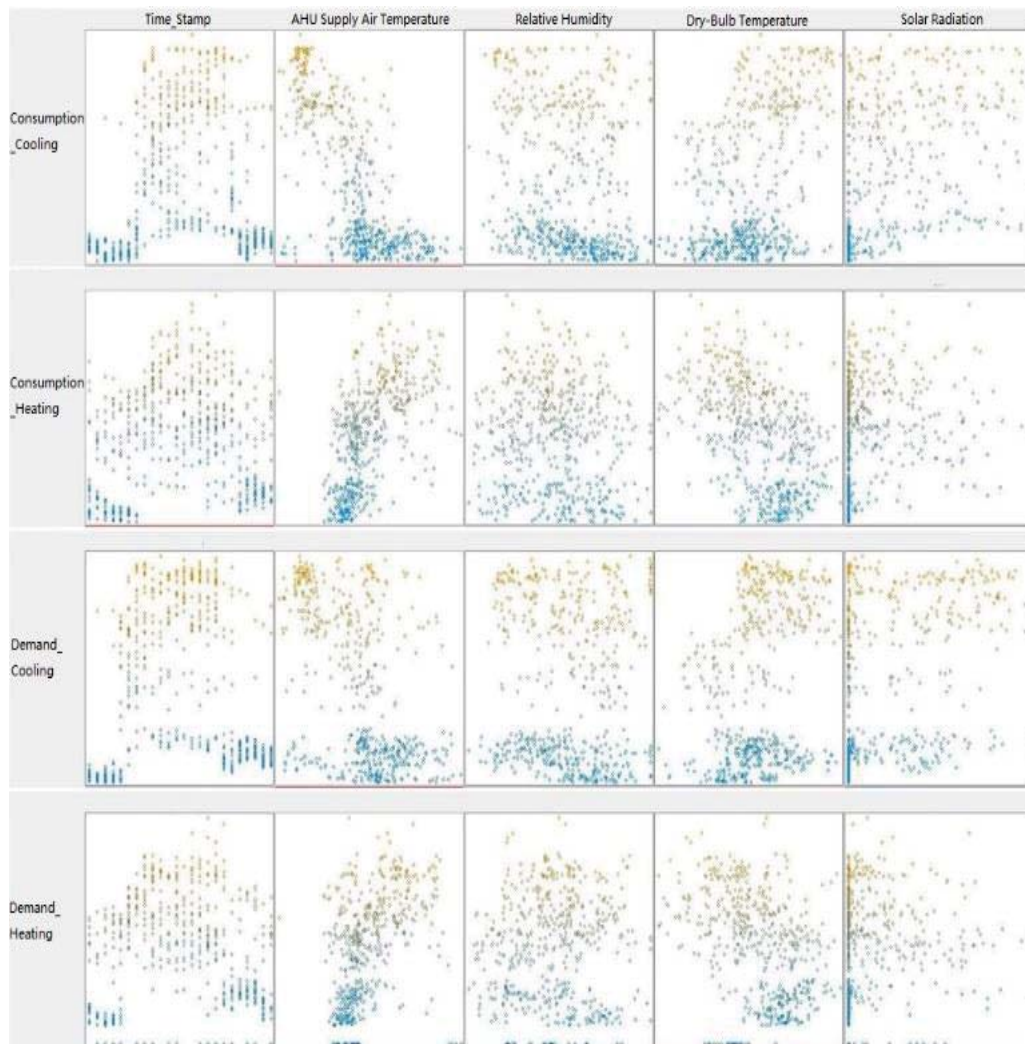 Time_Stamp
AHU Supply Air Temperature
Relative Humidity
Dry-Bulb Temperature
Solar Radiation
Consumption
_Cooling
Consumption
_Heating
Demand_
Cooling
Demand_
Heating